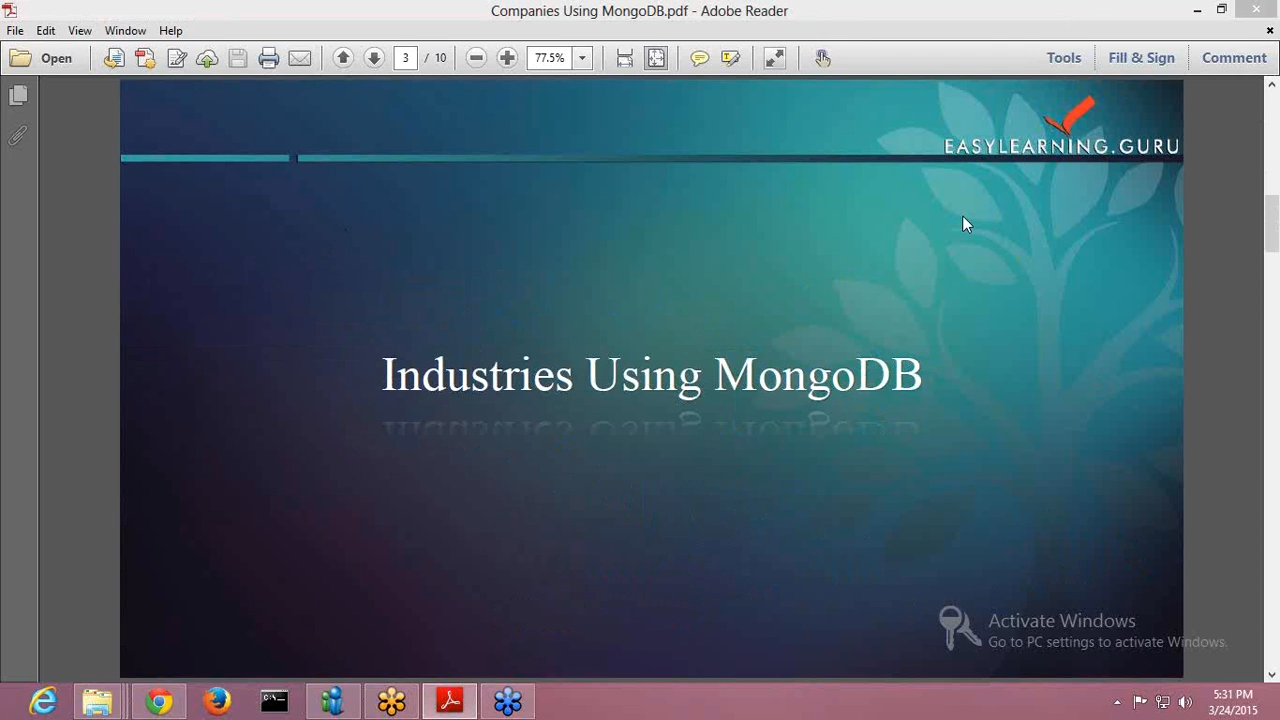 Companies Using MongoDB.pdf - Adobe Reader
File Edit View Window Help
Open 3 / 10 77.5% Tools Fill & Sign Comment
EASYLEARNING.GURU
Industries Using MongoDB
Activate Windows
Go to PC settings to activate Windows.
5:31 PM
3/24/2015